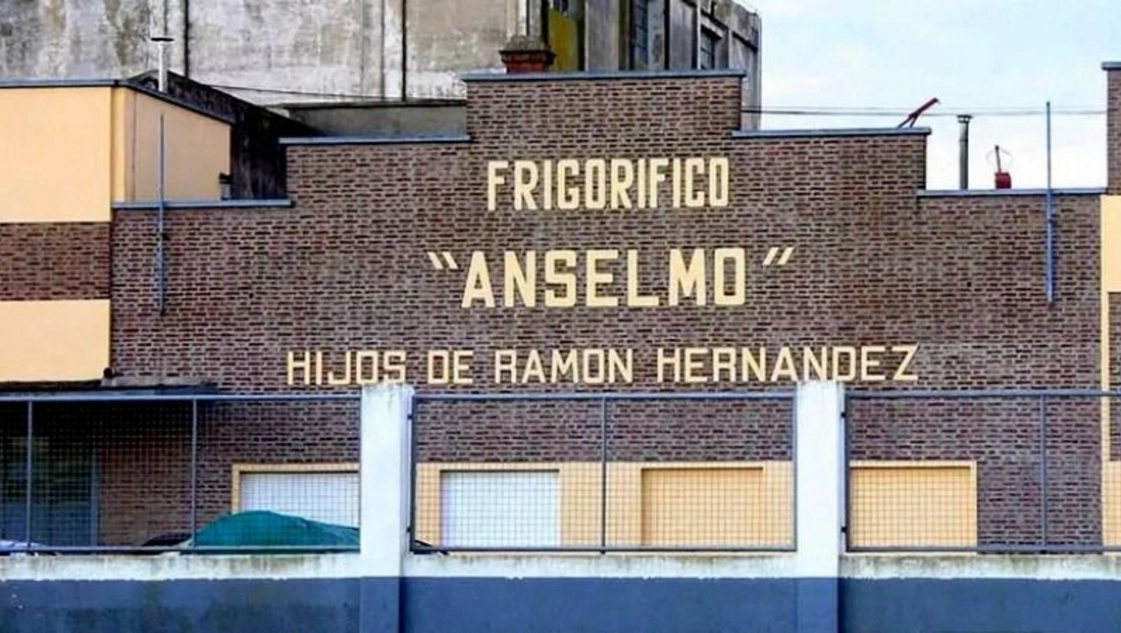 FRIGORIFICO
"ANSELMO"
HIJOS DE RAMON HERNANDEZ